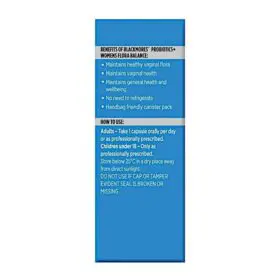 BENEFITS OF BLACKMORES® PROBIOTICS+
WOMENS FLORA BALANCE:
• Maintains healthy vaginal flora
• Maintains vaginal health
• Maintains general health and
wellbeing
• No need to refrigerate
• Handbag friendly canister pack
HOW TO USE:
Adults - Take 1 capsule orally per day
or as professionally prescribed.
Children under 18 - Only as
professionally prescribed.
Store below 25°C in a dry place away
from direct sunlight.
DO NOT USE IF CAP OR TAMPER
EVIDENT SEAL IS BROKEN OR
MISSING